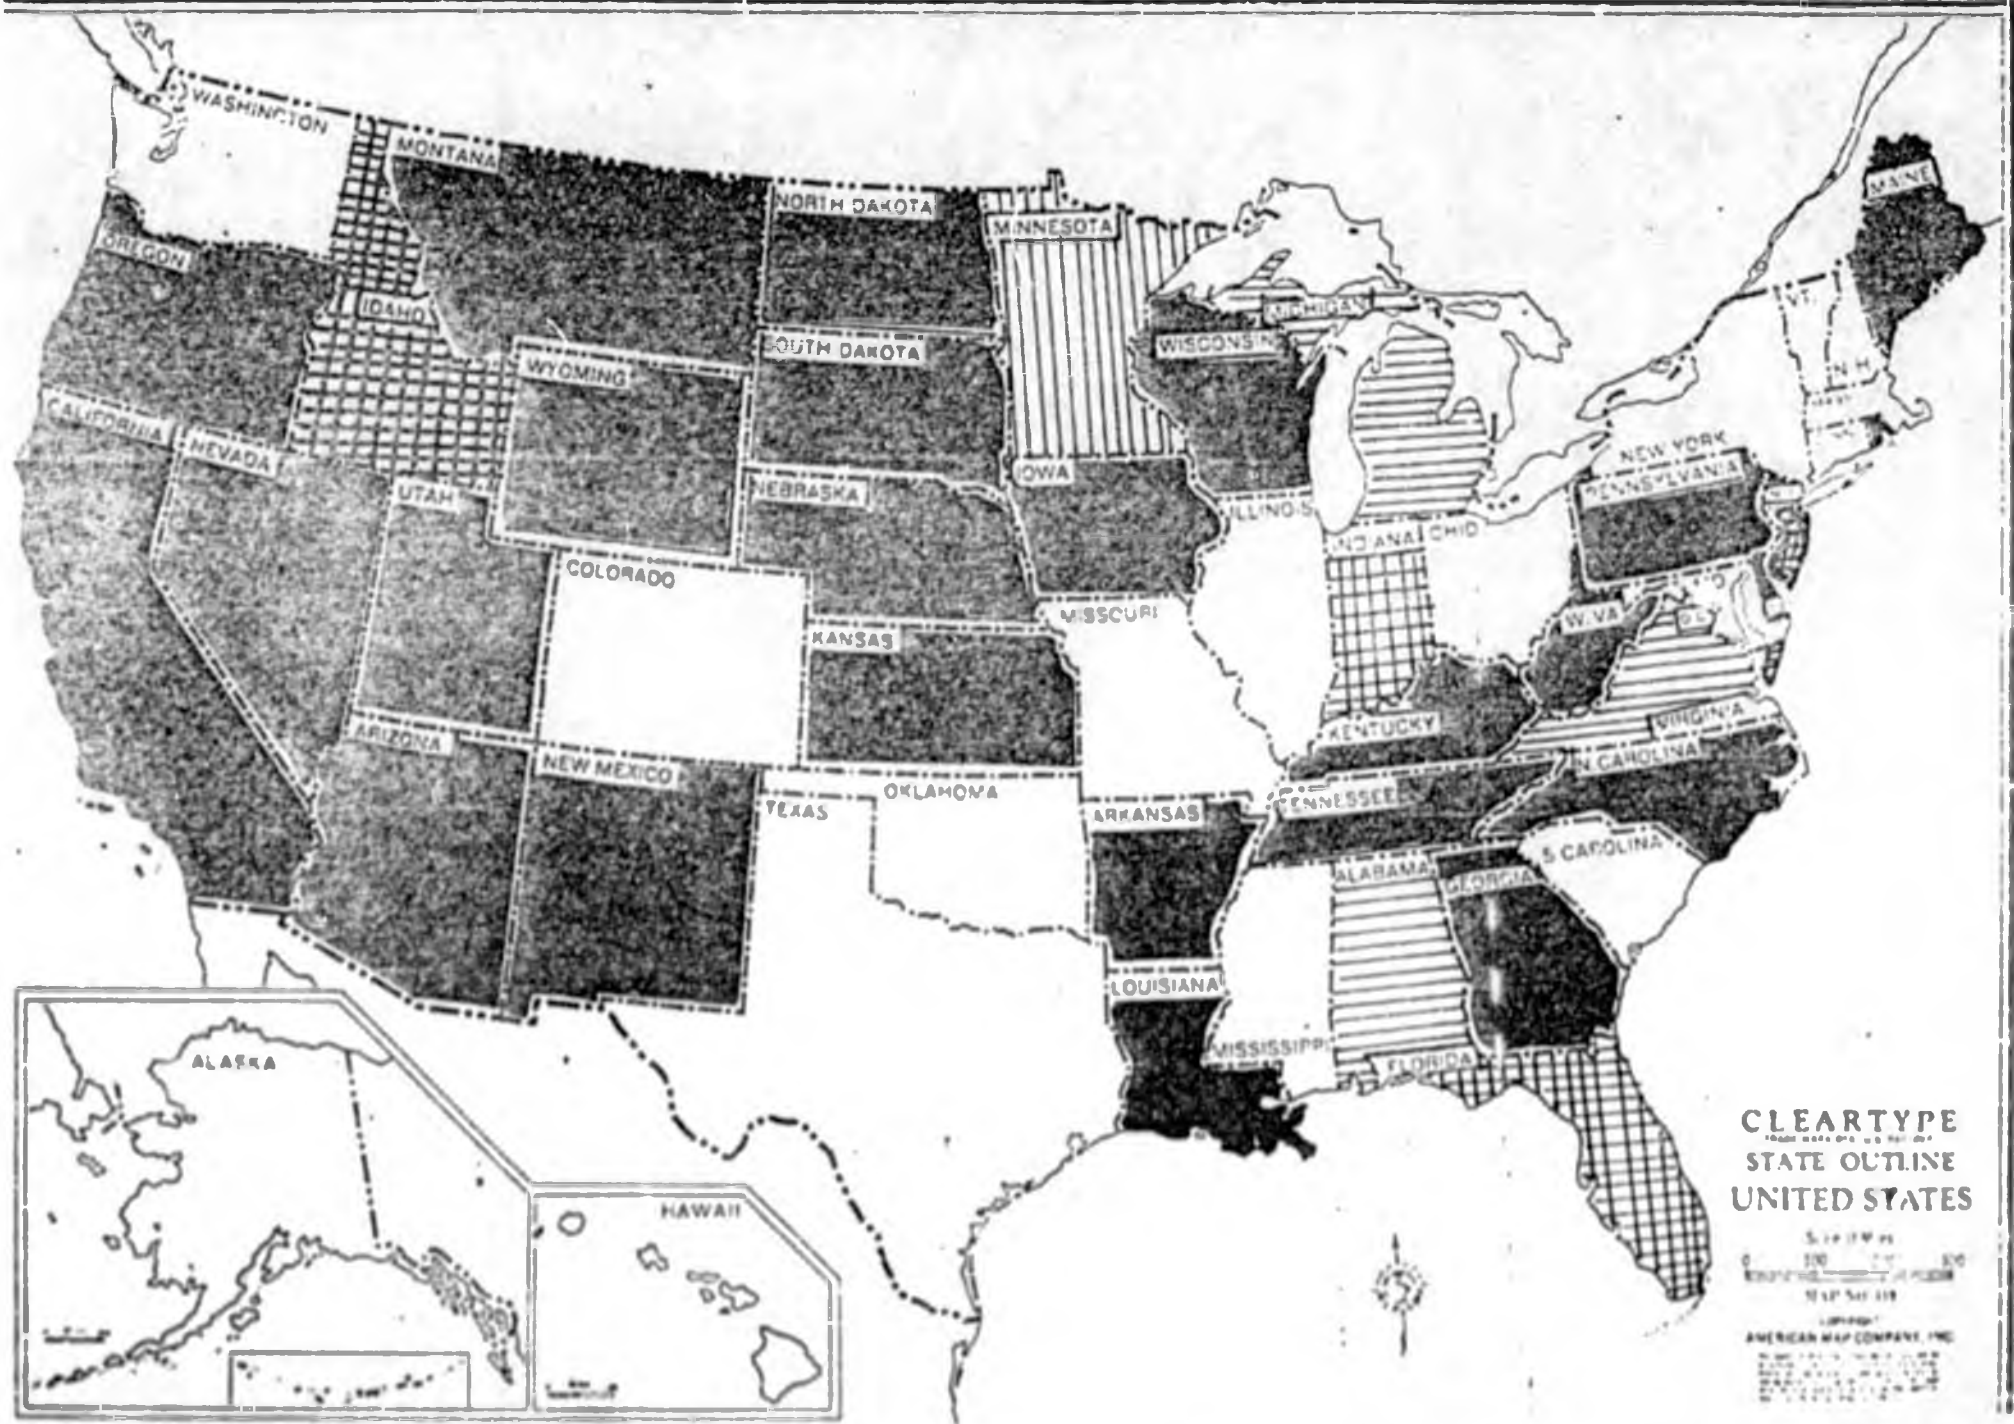 WASHINGTON
MONTANA
NORTH DAKOTA
MINNESOTA
MAINE
OREGON
IDAHO
MICHIGAN
VT.
WISCONSIN
SOUTH DAKOTA
WYOMING
N.H.
CALIFORNIA
NEVADA
UTAH
NEBRASKA
IOWA
NEW YORK
PENNSYLVANIA
ILLINOIS
INDIANA
OHIO
COLORADO
MISSOURI
W. VA
D.C.
KANSAS
KENTUCKY
VIRGINIA
ARIZONA
NEW MEXICO
N CAROLINA
OKLAHOMA
TEXAS
ARKANSAS
TENNESSEE
S CAROLINA
ALABAMA
GEORGIA
LOUISIANA
MISSISSIPPI
FLORIDA
ALASKA
HAWAII
CLEARTYPE
STATE OUTLINE
UNITED STATES
AMERICAN MAP COMPANY, INC.